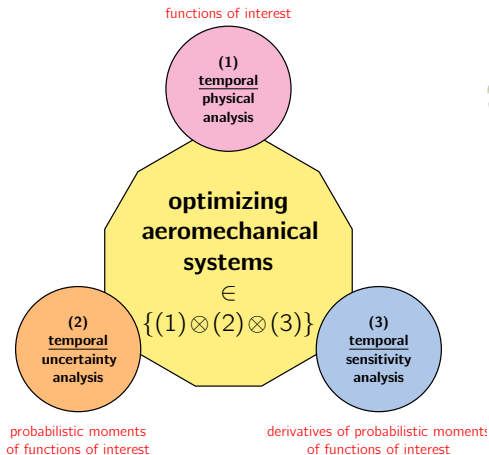 functions of interest
(1)
temporal
physical
analysis
optimizing
aeromechanical
systems
∈
{(1)⊗(2)⊗(3)}
(2)
temporal
uncertainty
analysis
(3)
temporal
sensitivity
analysis
probabilistic moments
of functions of interest
derivatives of probabilistic moments
of functions of interest